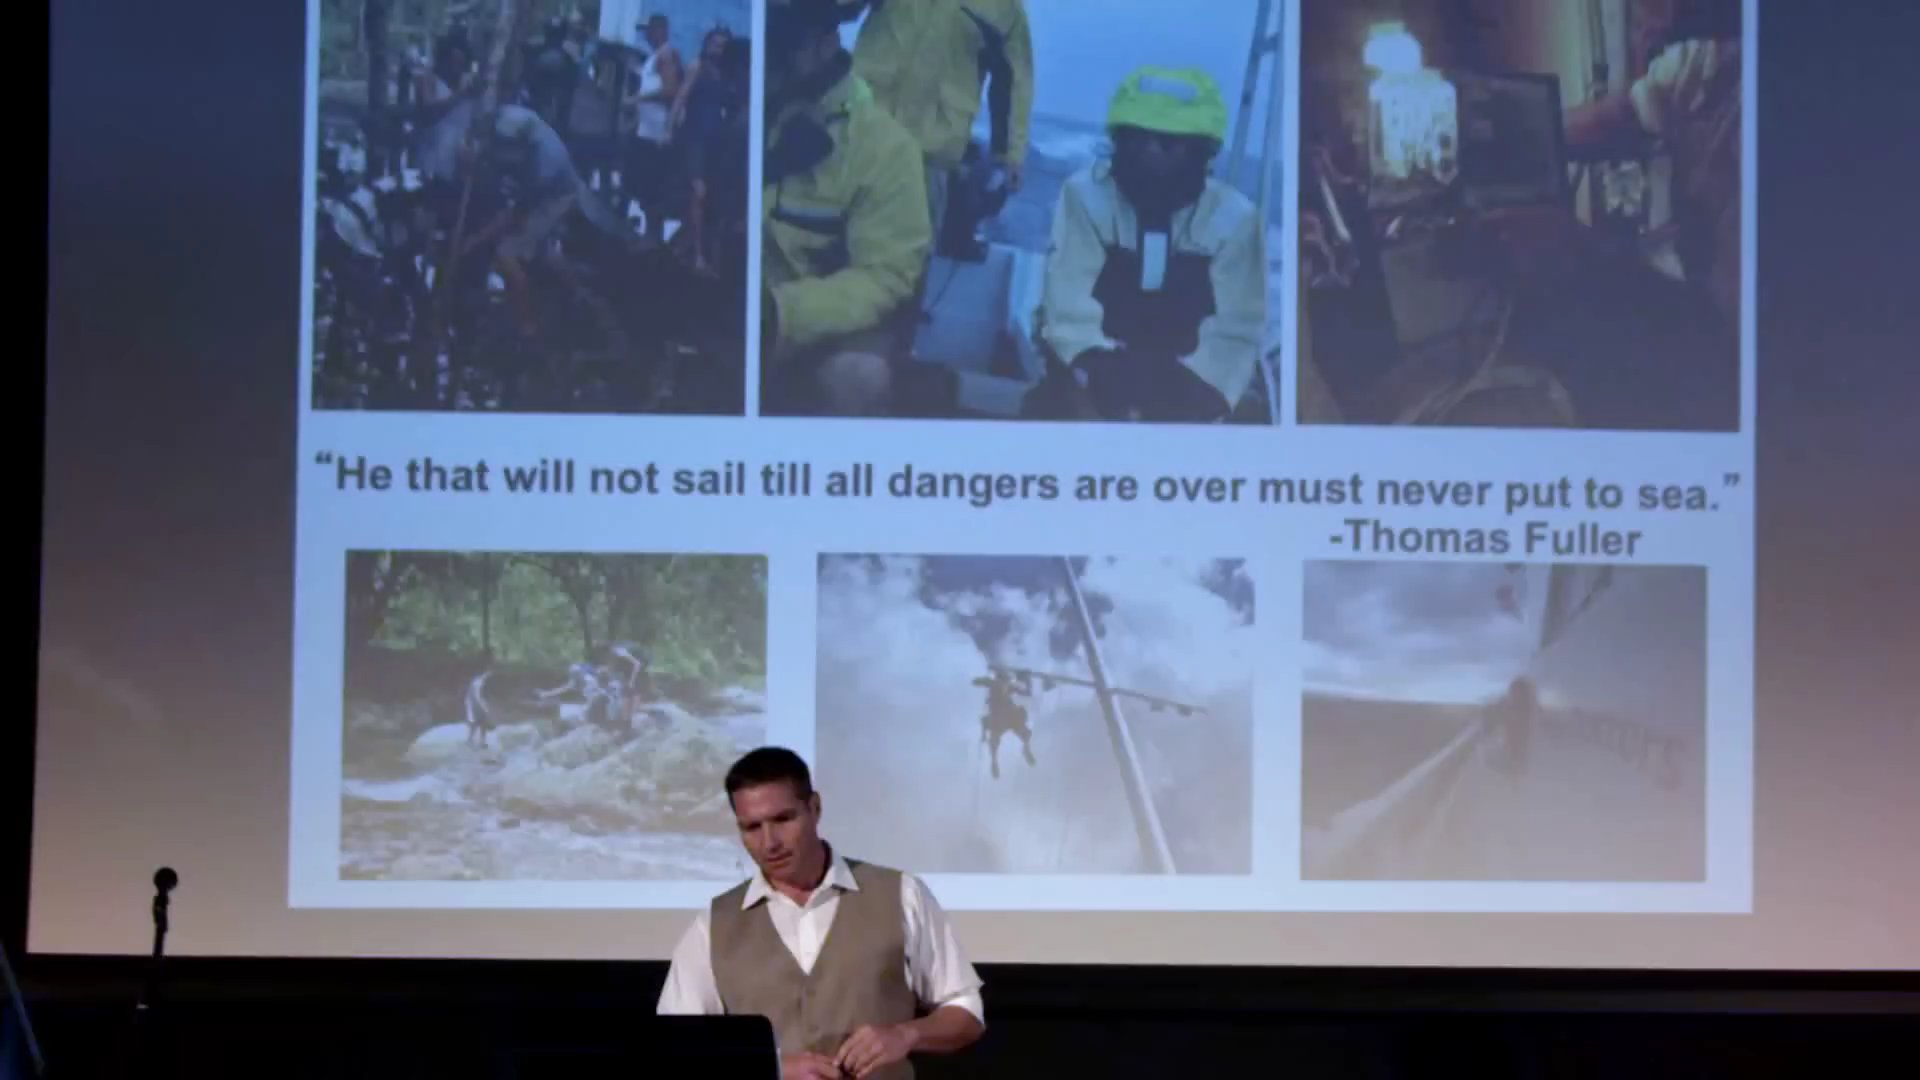 “He that will not sail till all dangers are over must never put to sea.”
-Thomas Fuller